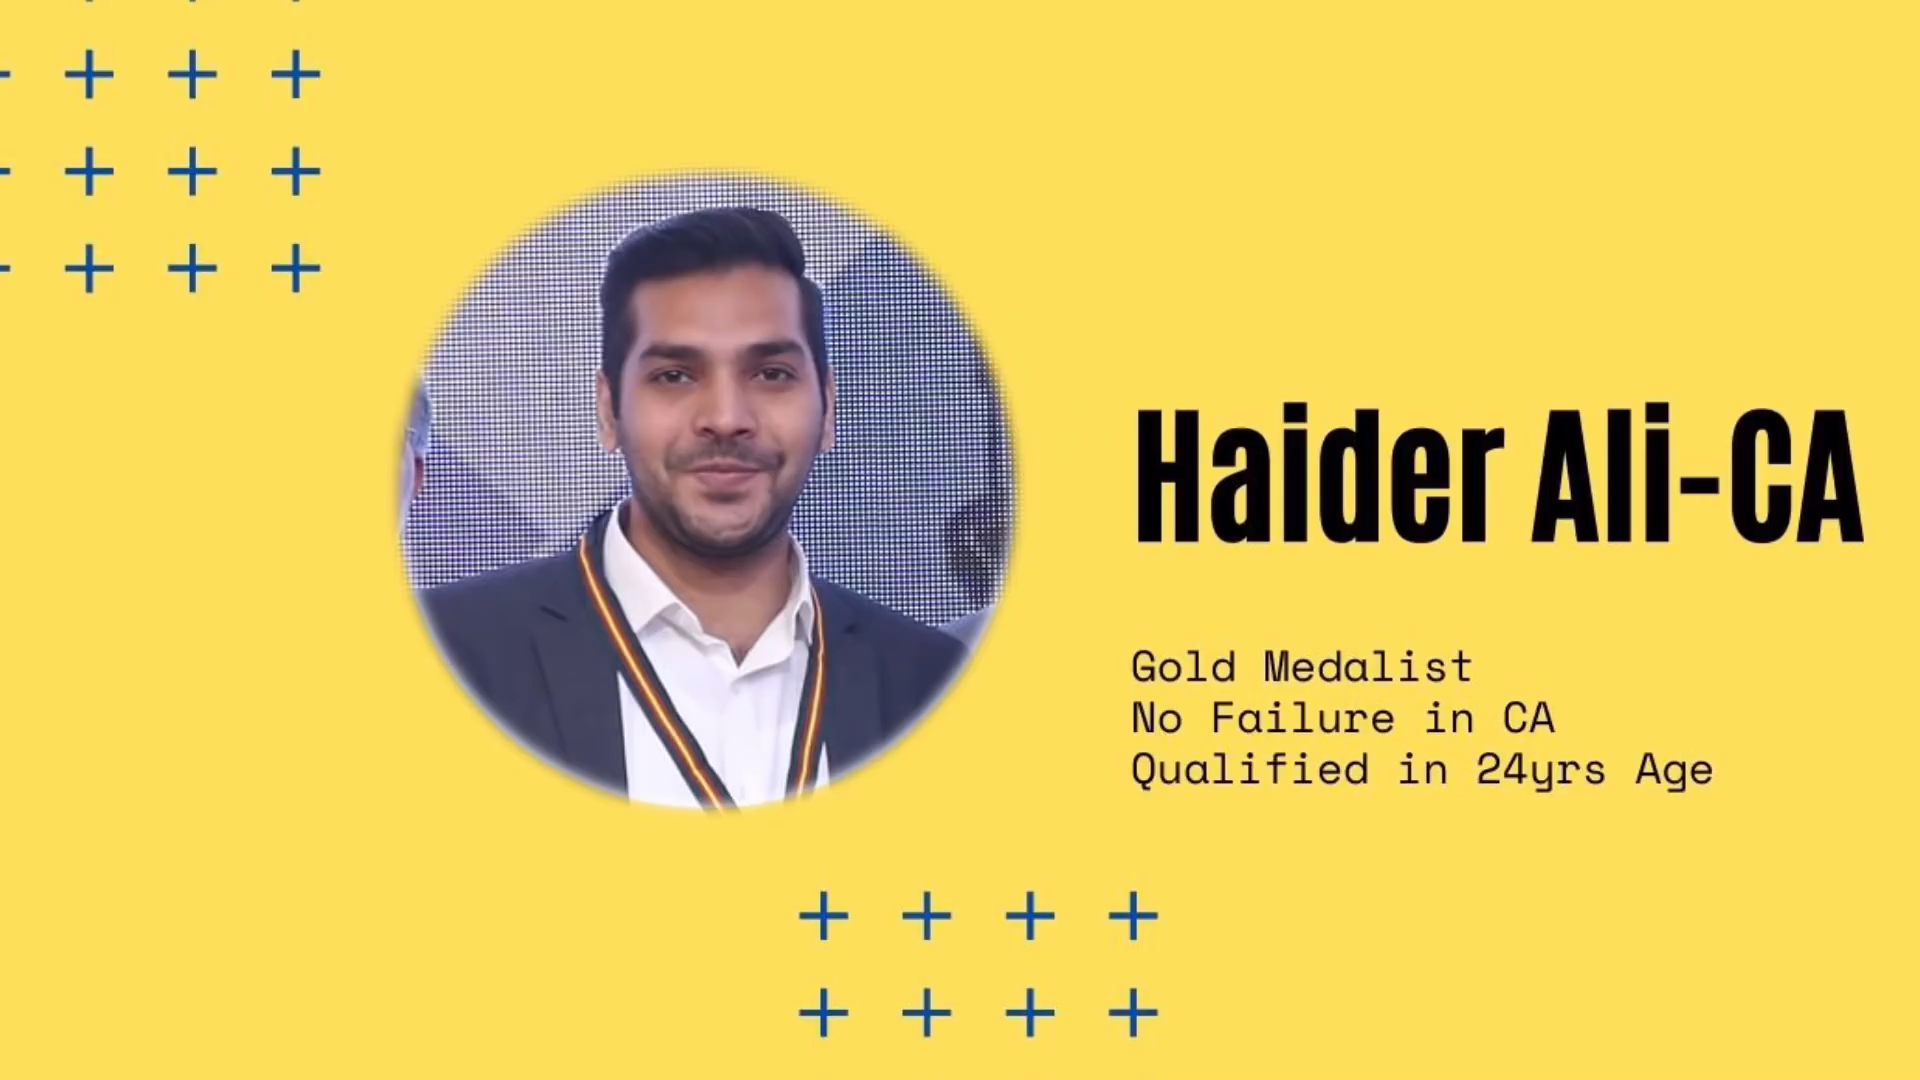 Haider Ali-CA
Gold Medalist
No Failure in CA
Qualified in 24yrs Age